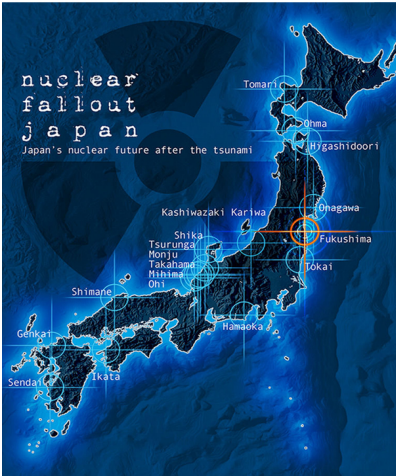 nuclear
fallout
japan
Japan's nuclear future after the tsunami
Tomari
Ohma
Higashidoori
Onagawa
Kashiwazaki Kariwa
Fukushima
Shika
Tsurunga
Monju
Takahama
Mihima
Ohi
Tokai
Shimane
Hamaoka
Genkai
Ikata
Sendai